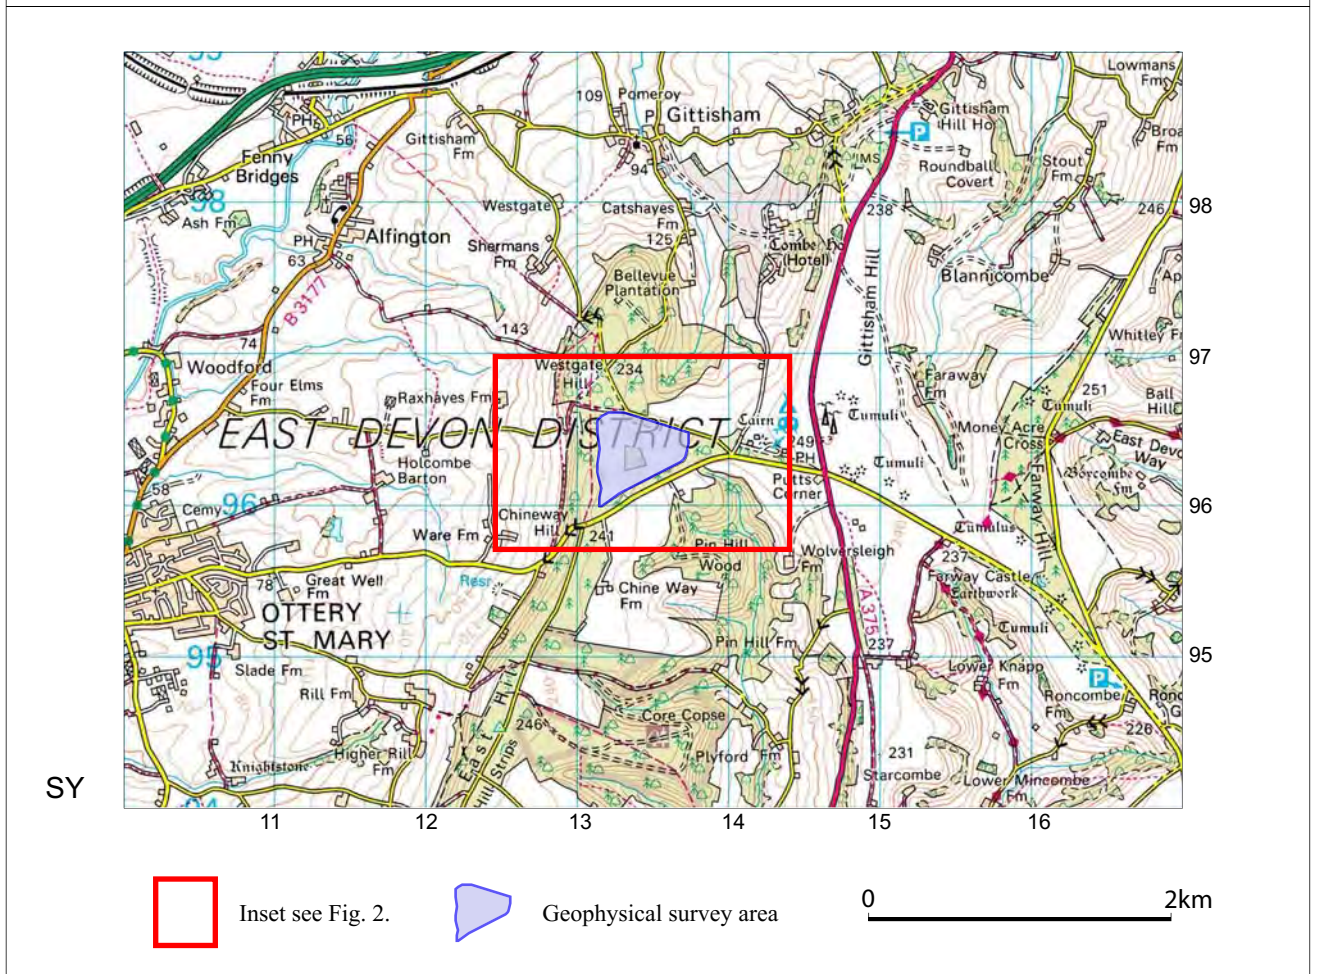 Lowmans
Fm
109
Pomeroy
Gittisham
P
PH
56
Gittisham
Fm
Gittisham
Hill Ho
P
Fenny
Bridges
94
IMS
Roundball
Covert
Stout
Fm
98
Ash Fm
Westgate
Catshayes
Fm
125
238
246
98
PH
Alfington
63
Shermans
Fm
Combe Ho
(Hotel)
Blannicombe
Bellevue
Plantation
B3177
143
Gittisham Hill
74
Whitley
97
Woodford
Westgate
Hill
234
Four Elms
Fm
Raxhayes Fm
Faraway
Fm
251
Ball
Hill
Tumuli
Tumuli
EAST DEVON DISTRICT
Cairn
249
PH
Money Acre
Cross
East Devon
Way
Holcombe
Barton
Tumuli
Putts
Corner
Farway Hill
Borcombe
Fm
58
96
Cemy
Chineway
Hill
96
Ware Fm
241
Pin Hill
Wood
Tumulus
Wolversleigh
Fm
237
78
Great Well
Fm
Resr
Chine Way
Fm
Farway Castle
Earthwork
A375
OTTERY
ST MARY
Tumuli
Pin Hill Fm
237
95
Slade Fm
Lower Knapp
Fm
95
Rill Fm
P
Roncombe
Fm
246
Core Copse
226
Higher Rill
Fm
East Hill
Strips
Plyford Fm
231
Knightstone
Starcombe
Lower Mincombe
Fm
SY
11
12
13
14
15
16
Inset see Fig. 2.
Geophysical survey area
0
2km